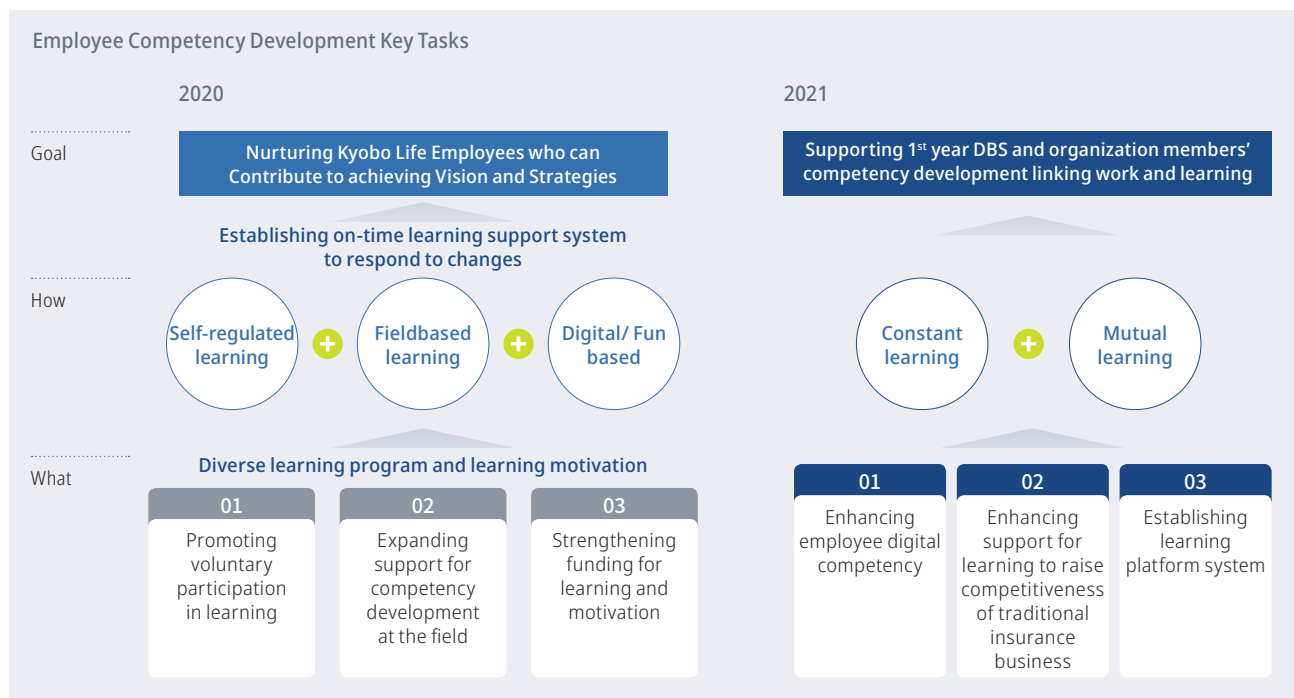 Employee Competency Development Key Tasks
2020
2021
Goal
Nurturing Kyobo Life Employees who can
Contribute to achieving Vision and Strategies
Supporting 1st year DBS and organization members'
competency development linking work and learning
Establishing on-time learning support system
to respond to changes
How
Self-regulated
learning
+
Fieldbased
learning
+
Digital/ Fun
based
Constant
learning
+
Mutual
learning
What
Diverse learning program and learning motivation
01
Promoting
voluntary
participation
in learning
02
Expanding
support for
competency
development
at the field
03
Strengthening
funding for
learning and
motivation
01
Enhancing
employee digital
competency
02
Enhancing
support for
learning to raise
competitiveness
of traditional
insurance
business
03
Establishing
learning
platform system